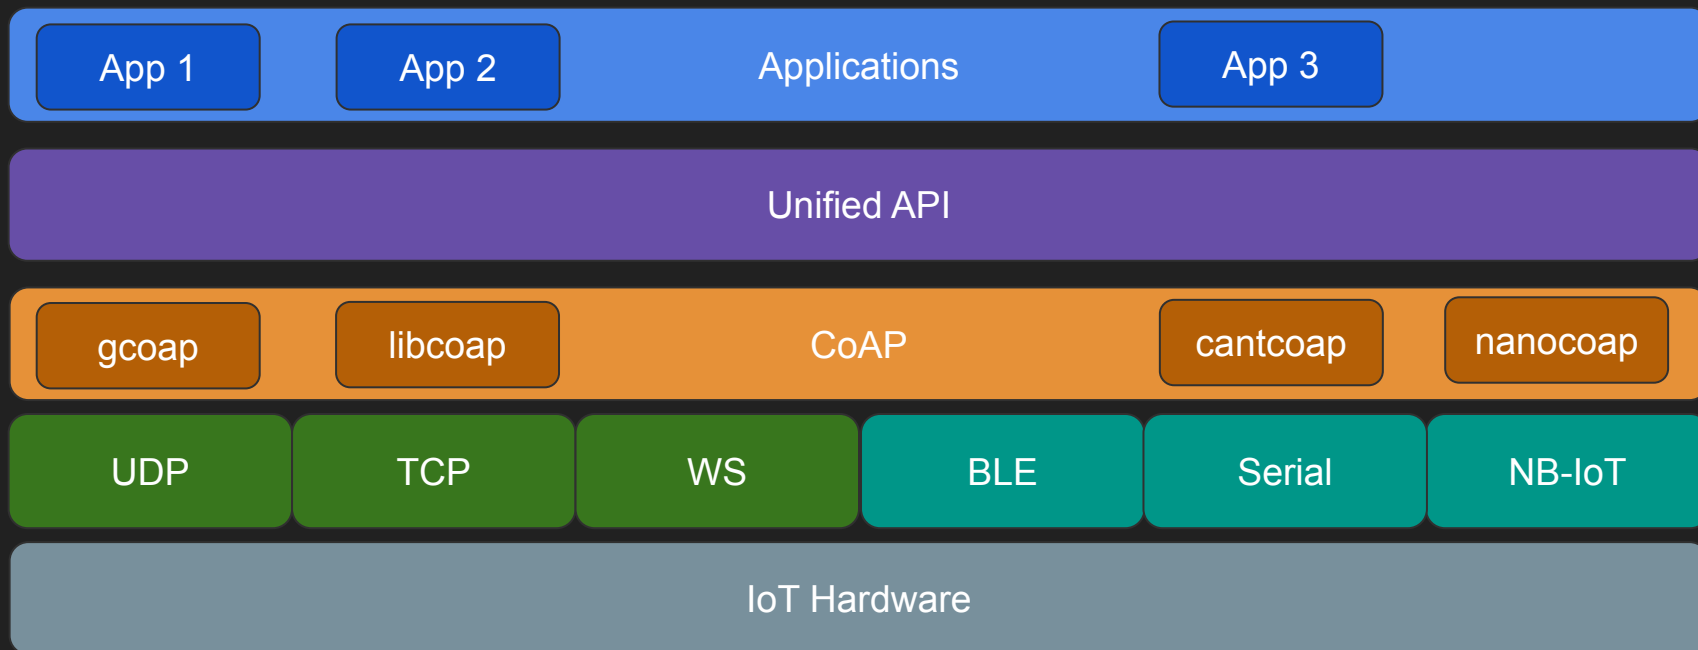 App 1
App 2
Applications
App 3
Unified API
gcoap
libcoap
CoAP
cantcoap
nanocoap
UDP
TCP
WS
BLE
Serial
NB-IoT
IoT Hardware